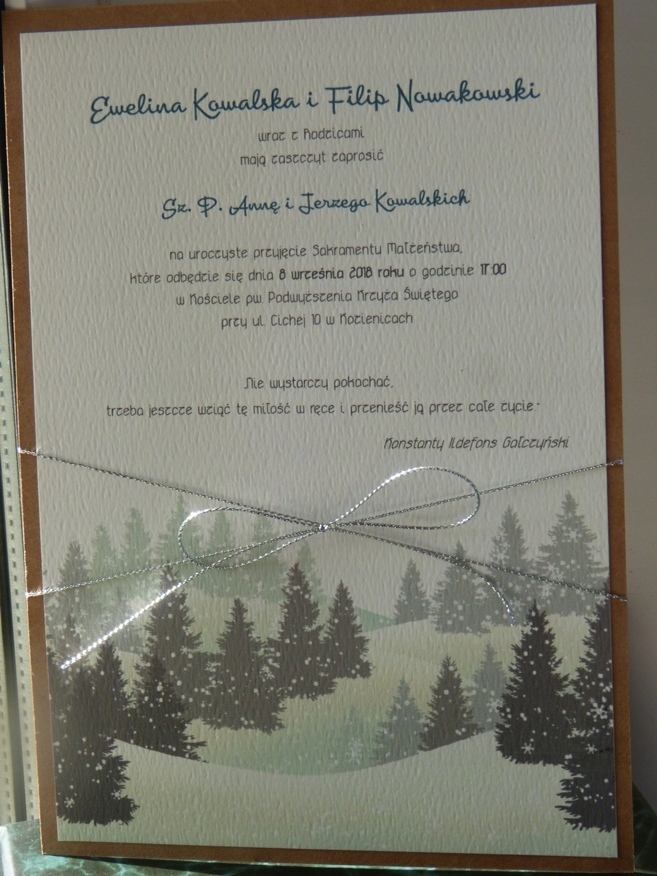 Ewelina Kowalska i Filip Nowakowski
wraz z Rodzicami
mają zaszczyt zaprosić
Sz. P. Annę i Jerzego Kowalskich
na uroczyste przyjęcie Sakramentu Małżeństwa,
które odbędzie się dnia 8 września 2018 roku o godzinie 17:00
w Kościele pw. Podwyższenia Krzyża Świętego
przy ul. Cichej 10 w Kozienicach
Nie wystarczy pokochać,
trzeba jeszcze wziąć tę miłość w ręce i przenieść ją przez całe życie.
Konstanty Ildefons Gałczyński